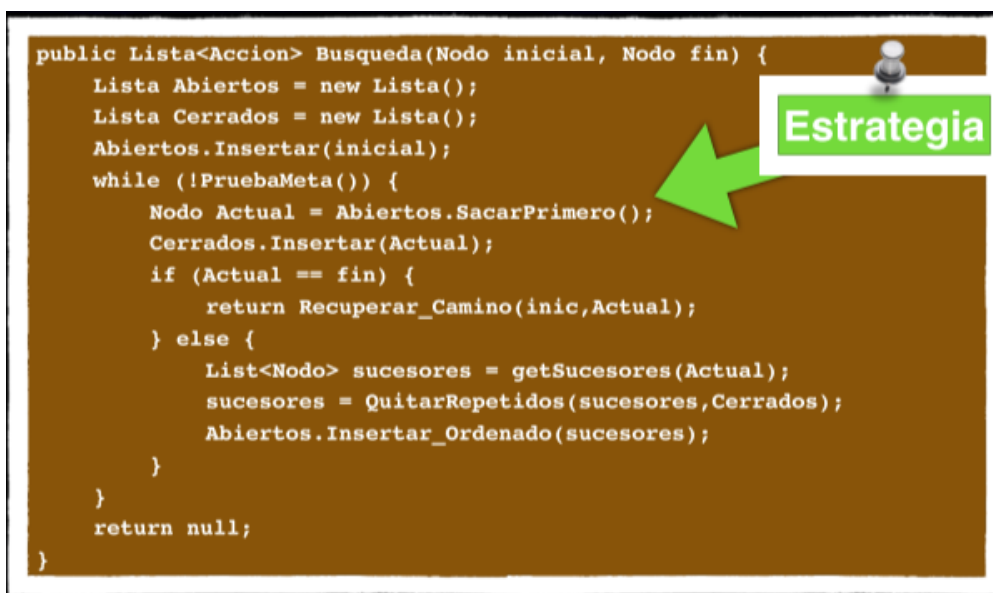 public Lista<Accion> Busqueda(Nodo inicial, Nodo fin) {
Lista Abiertos = new Lista();
Lista Cerrados = new Lista();
Abiertos.Insertar(inicial);
while (!PruebaMeta()) {
Nodo Actual = Abiertos.SacarPrimero();
Cerrados.Insertar(Actual);
if (Actual == fin) {
return Recuperar_Camino(inic,Actual);
} else {
List<Nodo> sucesores = getSucesores(Actual);
sucesores = QuitarRepetidos(sucesores,Cerrados);
Abiertos.Insertar_Ordenado(sucesores);
}
}
return null;
}
Estrategia